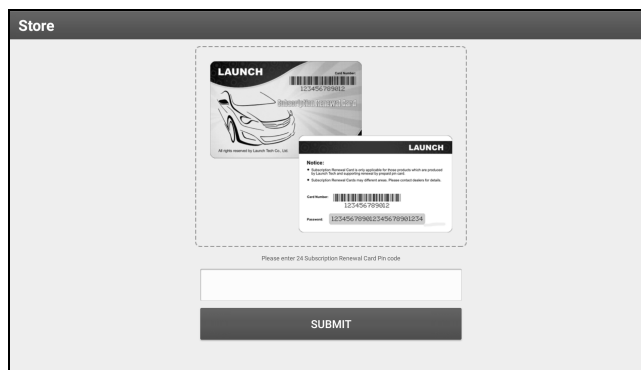 Store
LAUNCH
Card Number
123456789012
Subscription Renewal Card
All rights reserved by Launch Tech Co., Ltd.
LAUNCH
Notice:
Subscription Renewal Card is only applicable for those products which are produced
by Launch Tech and supporting renewal by prepaid pin card.
Subscription Renewal Cards may different areas. Please contact dealers for details.
Card Number:
123456789012
Password:
123456789012345678901234
Please enter 24 Subscription Renewal Card Pin code
SUBMIT